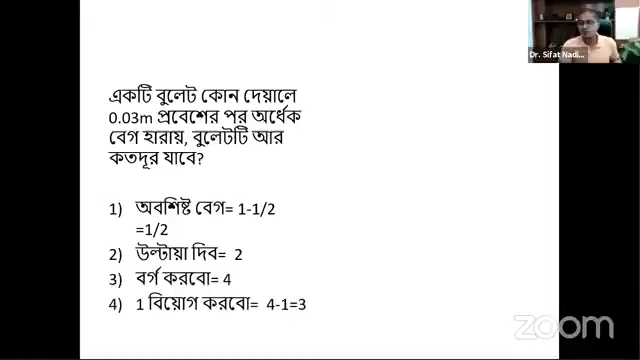 Dr. Sifat Nadi...
একটি বুলেট কোন দেয়ালে
0.03m প্রবেশের পর অর্ধেক
বেগ হারায়, বুলেটটি আর
কতদূর যাবে?
1) অবশিষ্ট বেগ= 1-1/2
=1/2
2) উল্টায়া দিব= 2
3) বর্গ করবো= 4
4) 1 বিয়োগ করবো= 4-1=3
zoom